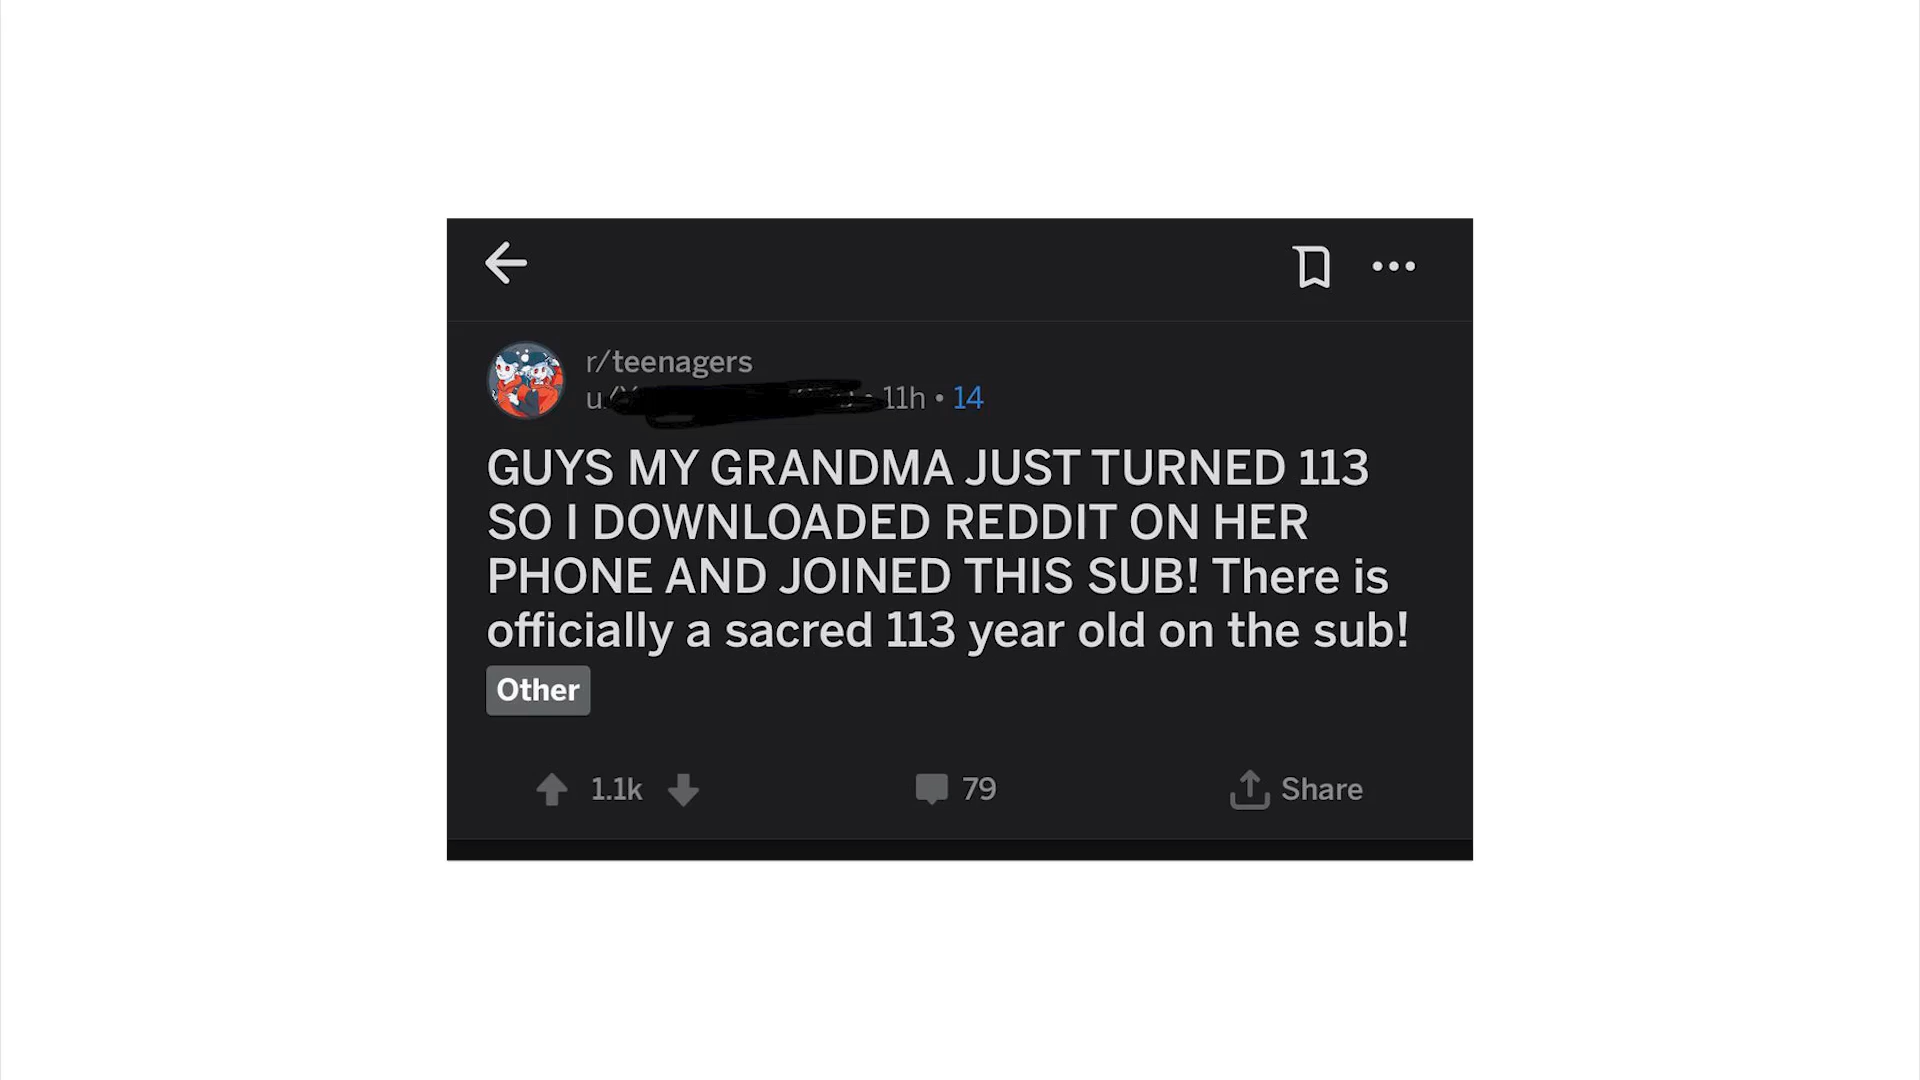 r/teenagers
11h • 14
GUYS MY GRANDMA JUST TURNED 113
SO I DOWNLOADED REDDIT ON HER
PHONE AND JOINED THIS SUB! There is
officially a sacred 113 year old on the sub!
Other
1.1k 79 Share